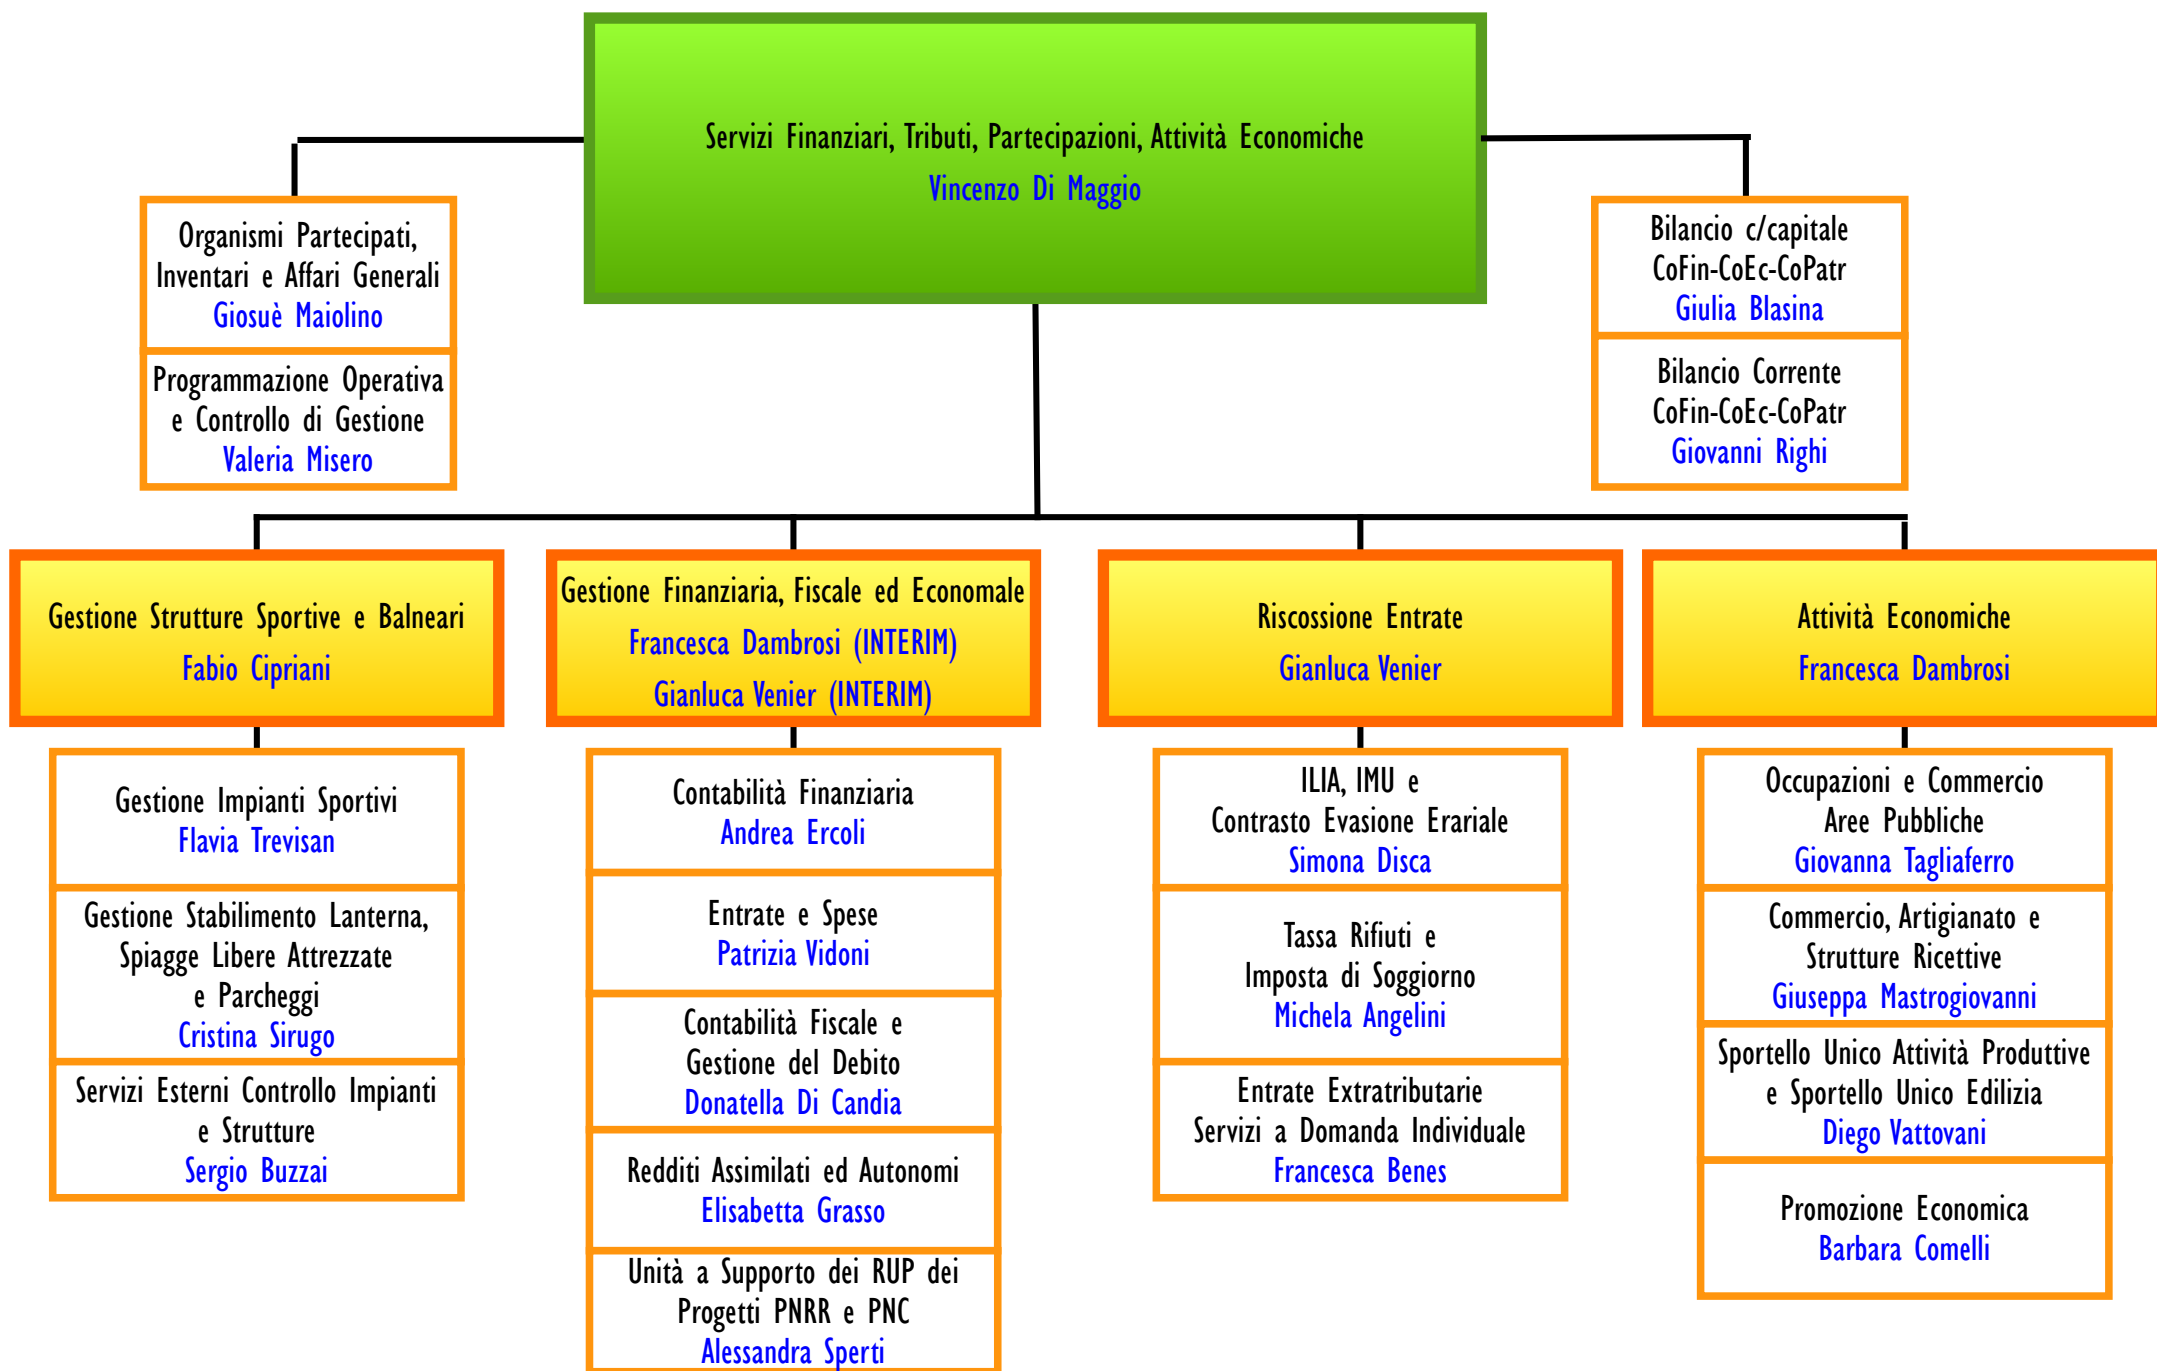 Servizi Finanziari, Tributi, Partecipazioni, Attività Economiche
Vincenzo Di Maggio
Organismi Partecipati,
Inventari e Affari Generali
Giosuè Maiolino
Programmazione Operativa
e Controllo di Gestione
Valeria Misero
Bilancio c/capitale
CoFin-CoEc-CoPatr
Giulia Blasina
Bilancio Corrente
CoFin-CoEc-CoPatr
Giovanni Righi
Gestione Strutture Sportive e Balneari
Fabio Cipriani
Gestione Impianti Sportivi
Flavia Trevisan
Gestione Stabilimento Lanterna,
Spiagge Libere Attrezzate
e Parcheggi
Cristina Sirugo
Servizi Esterni Controllo Impianti
e Strutture
Sergio Buzzai
Gestione Finanziaria, Fiscale ed Economale
Francesca Dambrosi (INTERIM)
Gianluca Venier (INTERIM)
Contabilità Finanziaria
Andrea Ercoli
Entrate e Spese
Patrizia Vidoni
Contabilità Fiscale e
Gestione del Debito
Donatella Di Candia
Redditi Assimilati ed Autonomi
Elisabetta Grasso
Unità a Supporto dei RUP dei
Progetti PNRR e PNC
Alessandra Sperti
Riscossione Entrate
Gianluca Venier
ILIA, IMU e
Contrasto Evasione Erariale
Simona Disca
Tassa Rifiuti e
Imposta di Soggiorno
Michela Angelini
Entrate Extratributarie
Servizi a Domanda Individuale
Francesca Benes
Attività Economiche
Francesca Dambrosi
Occupazioni e Commercio
Aree Pubbliche
Giovanna Tagliaferro
Commercio, Artigianato e
Strutture Ricettive
Giuseppa Mastrogiovanni
Sportello Unico Attività Produttive
e Sportello Unico Edilizia
Diego Vattovani
Promozione Economica
Barbara Comelli